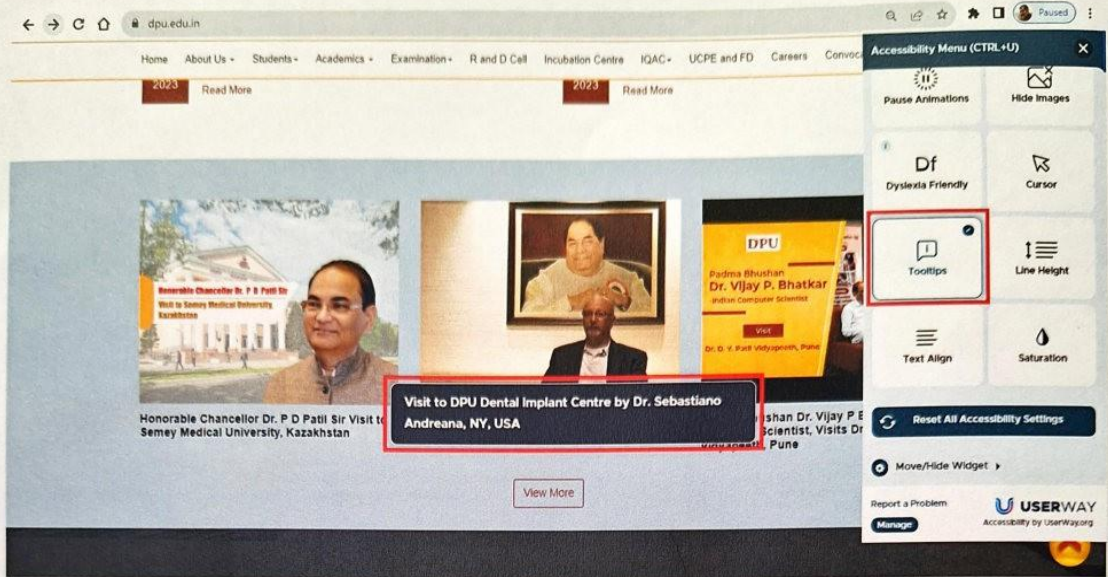 dpu.edu.in
Paused
Home About Us Students Academics Examination R and D Cell Incubation Centre IQAC UCPE and FD Careers Convoc
2023 Read More
2023 Read More
Honorable Chancellor Dr. P D Patil Sir
Visit to Semey Medical University,
Kazakhstan
Honorable Chancellor Dr. P D Patil Sir Visit to
Semey Medical University, Kazakhstan
Visit to DPU Dental Implant Centre by Dr. Sebastiano
Andreana, NY, USA
DPU
Padma Bhushan
Dr. Vijay P. Bhatkar
Indian Computer Scientist
Visit
Dr. D. Y. Patil Vidyapeeth, Pune
shan Dr. Vijay P B
Scientist, Visits Dr
Vidyapeeth, Pune
View More
Accessibility Menu (CTRL+U)
Pause Animations
Hide Images
Df
Dyslexia Friendly
Cursor
Tooltips
Line Height
Text Align
Saturation
Reset All Accessibility Settings
Move/Hide Widget
Report a Problem
Manage
USERWAY
Accessibility by UserWay.org